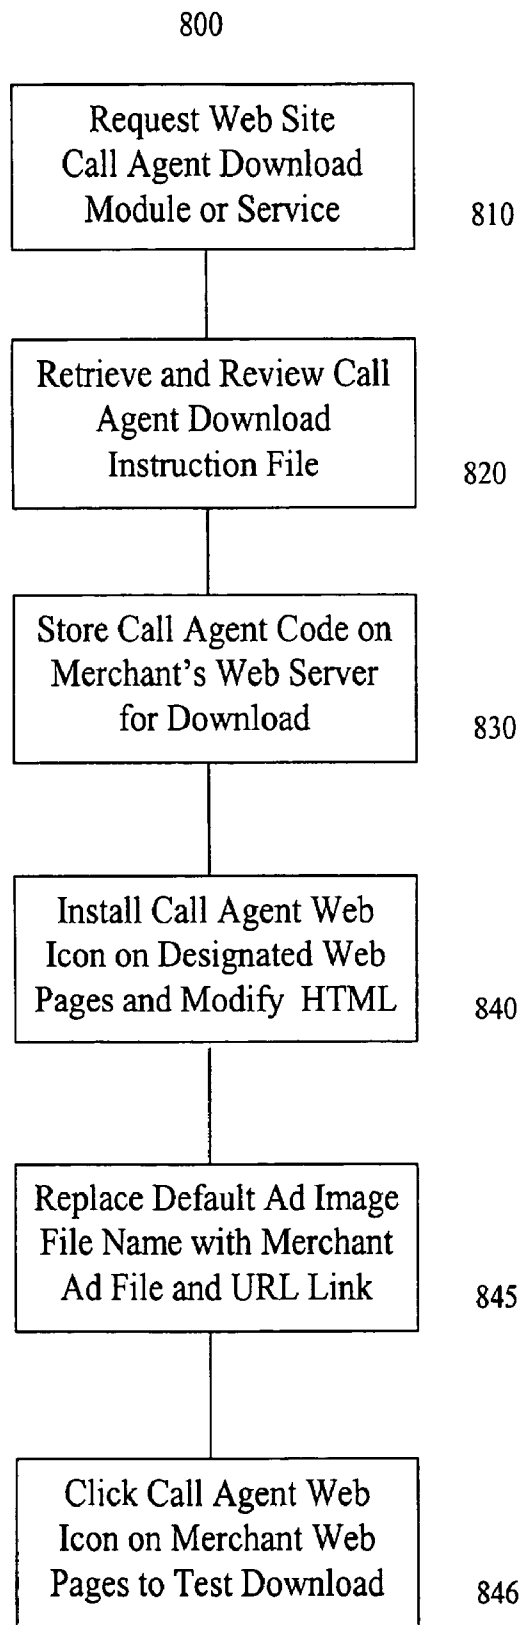 800
Request Web Site
Call Agent Download
Module or Service
810
Retrieve and Review Call
Agent Download
Instruction File
820
Store Call Agent Code on
Merchant's Web Server
for Download
830
Install Call Agent Web
Icon on Designated Web
Pages and Modify HTML
840
Replace Default Ad Image
File Name with Merchant
Ad File and URL Link
845
Click Call Agent Web
Icon on Merchant Web
Pages to Test Download
846